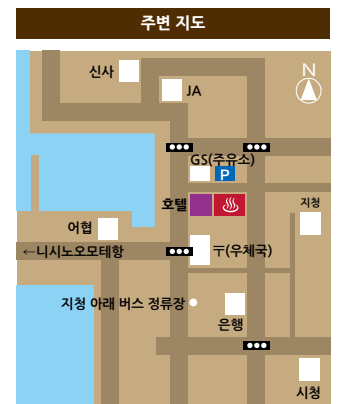 주변 지도
신사
N
JA
GS(주유소)
P
호텔
지청
어협
←니시노오모테항
〒(우체국)
지청 아래 버스 정류장
은행
시청